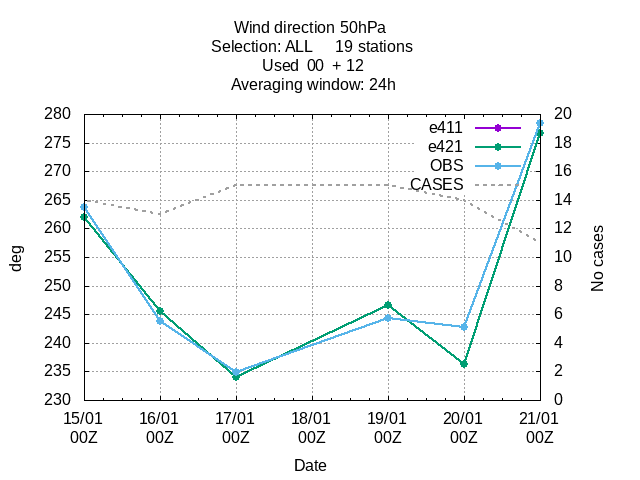 Wind direction 50hPa
Selection: ALL 19 stations
Used 00 + 12
Averaging window: 24h
280 20
275 e411 18
270 e421 16
265 OBS 14
260 CASES 12
255 10
250 8
245 6
240 4
235 2
230 0
deg
No cases
15/01 16/01 17/01 18/01 19/01 20/01 21/01
00Z 00Z 00Z 00Z 00Z 00Z 00Z
Date